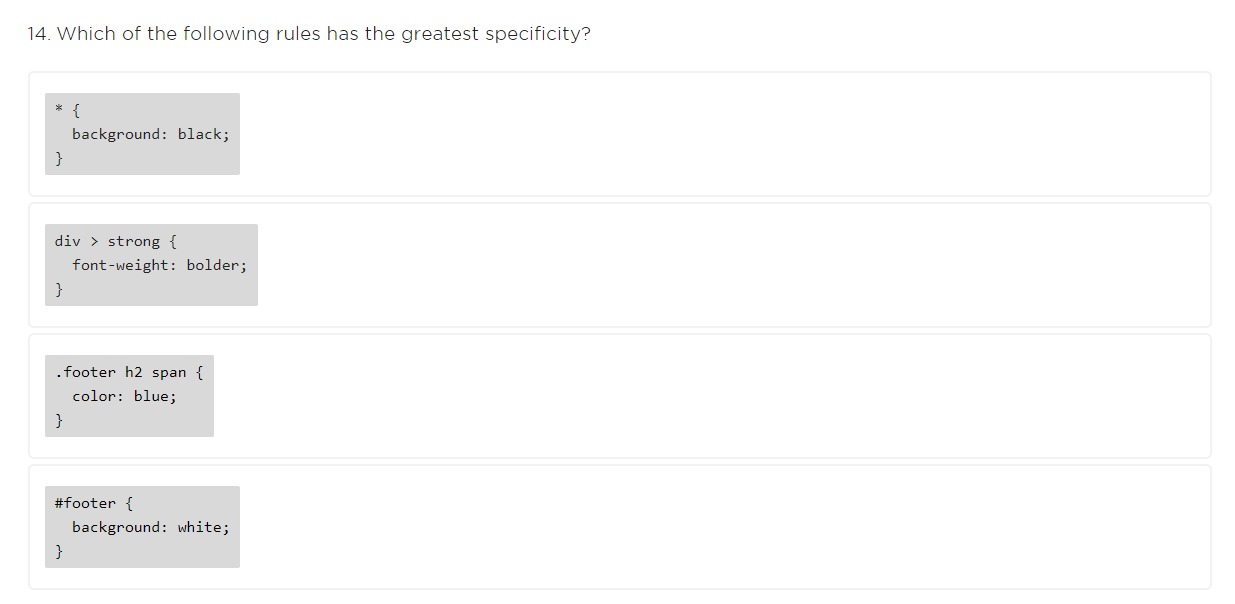 14. Which of the following rules has the greatest specificity?
* {
  background: black;
}
div > strong {
  font-weight: bolder;
}
.footer h2 span {
  color: blue;
}
#footer {
  background: white;
}